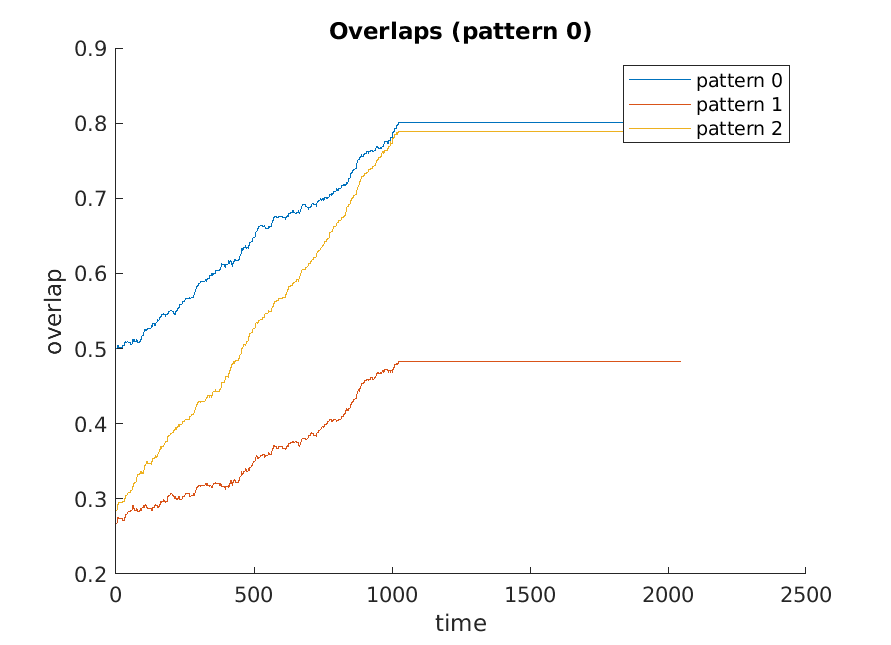 Overlaps (pattern 0)
0.9
0.8
0.7
0.6
0.5
0.4
0.3
0.2
overlap
pattern 0
pattern 1
pattern 2
0 500 1000 1500 2000 2500
time